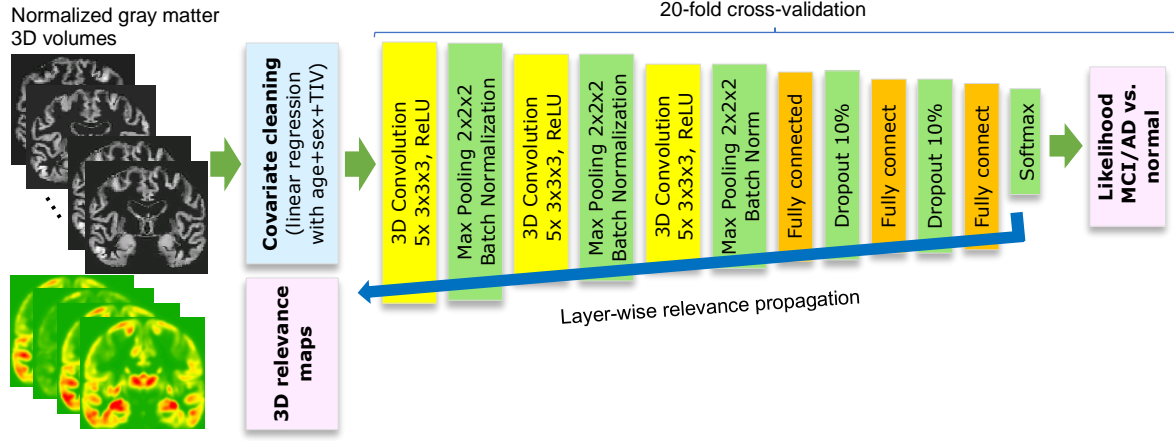 Normalized gray matter
3D volumes
20-fold cross-validation
Covariate cleaning
(linear regression
with age+sex+TIV)
3D Convolution
5x 3x3x3, ReLU
Max Pooling 2x2x2
Batch Normalization
3D Convolution
5x 3x3x3, ReLU
Max Pooling 2x2x2
Batch Normalization
3D Convolution
5x 3x3x3, ReLU
Max Pooling 2x2x2
Batch Norm
Fully connected
Dropout 10%
Fully connect
Dropout 10%
Fully connect
Softmax
Likelihood
MCI/AD vs.
normal
Layer-wise relevance propagation
3D relevance
maps